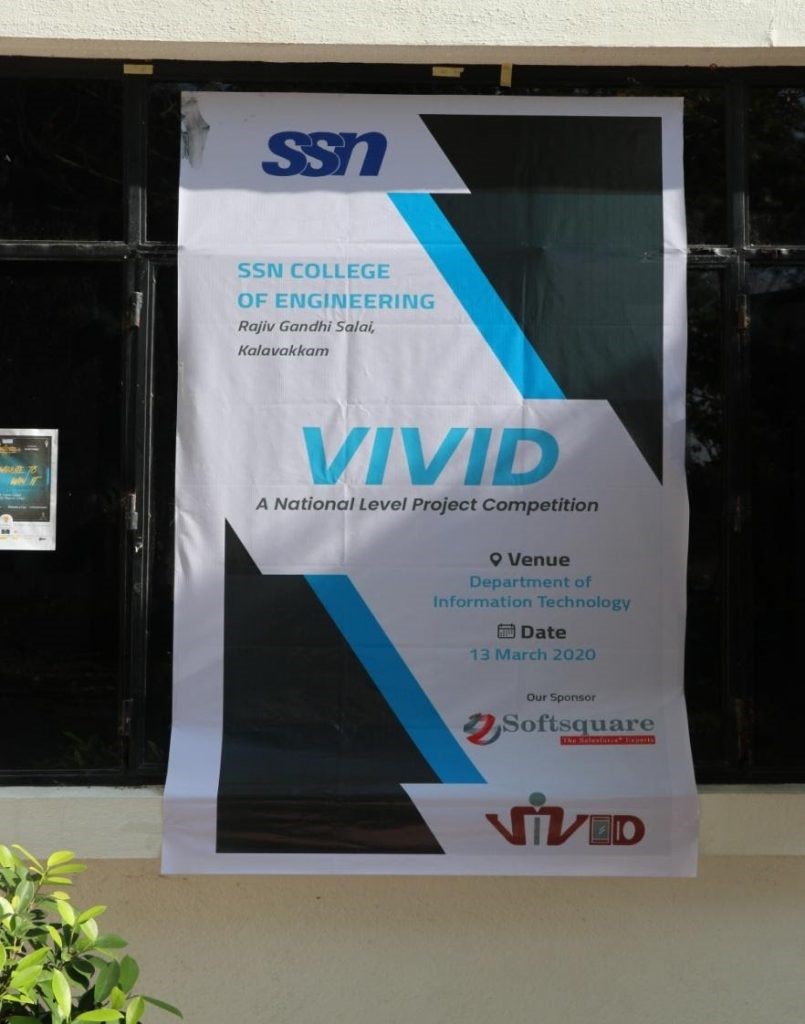 ssn
SSN COLLEGE
OF ENGINEERING
Rajiv Gandhi Salai,
Kalavakkam
VIVID
A National Level Project Competition
Venue
Department of
Information Technology
Date
13 March 2020
Our Sponsor
Softsquare
The Salesforce® Experts
VIVID